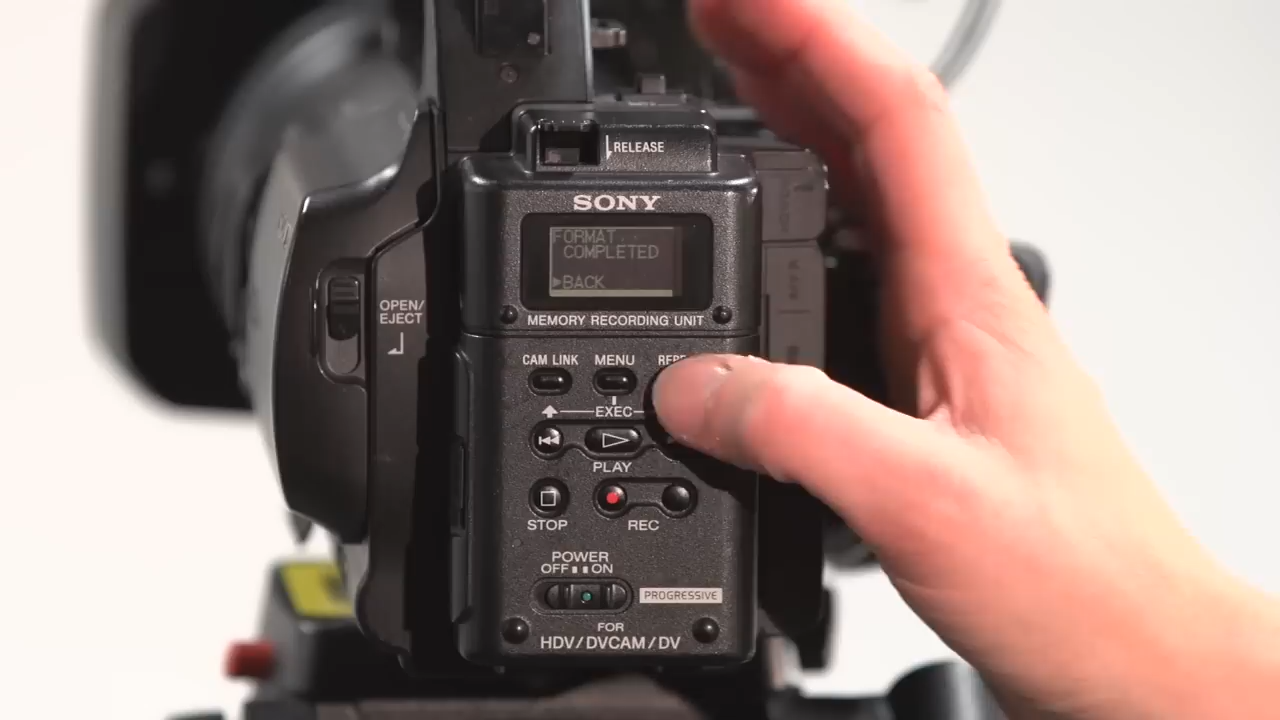 RELEASE
SONY
FORMAT..
COMPLETED
►BACK
MEMORY RECORDING UNIT
OPEN/
EJECT
CAM LINK MENU
EXEC
PLAY
STOP REC
POWER
OFF ON
PROGRESSIVE
FOR
HDV/DVCAM/DV